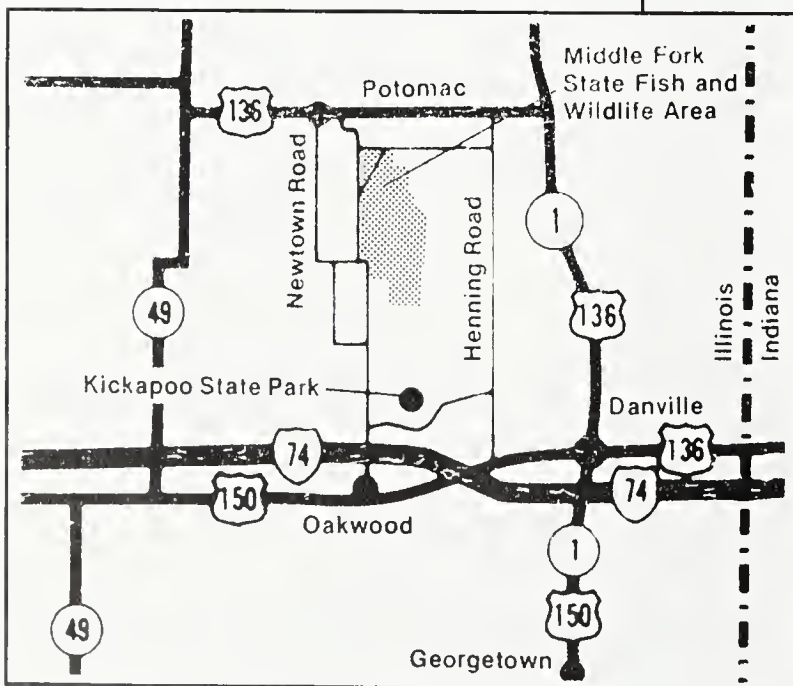 Middle Fork
State Fish and
Wildlife Area
Potomac
136
Newtown Road
Henning Road
1
136
49
Illinois
Indiana
Kickapoo State Park
Danville
74
136
150
Oakwood
74
1
49
150
Georgetown